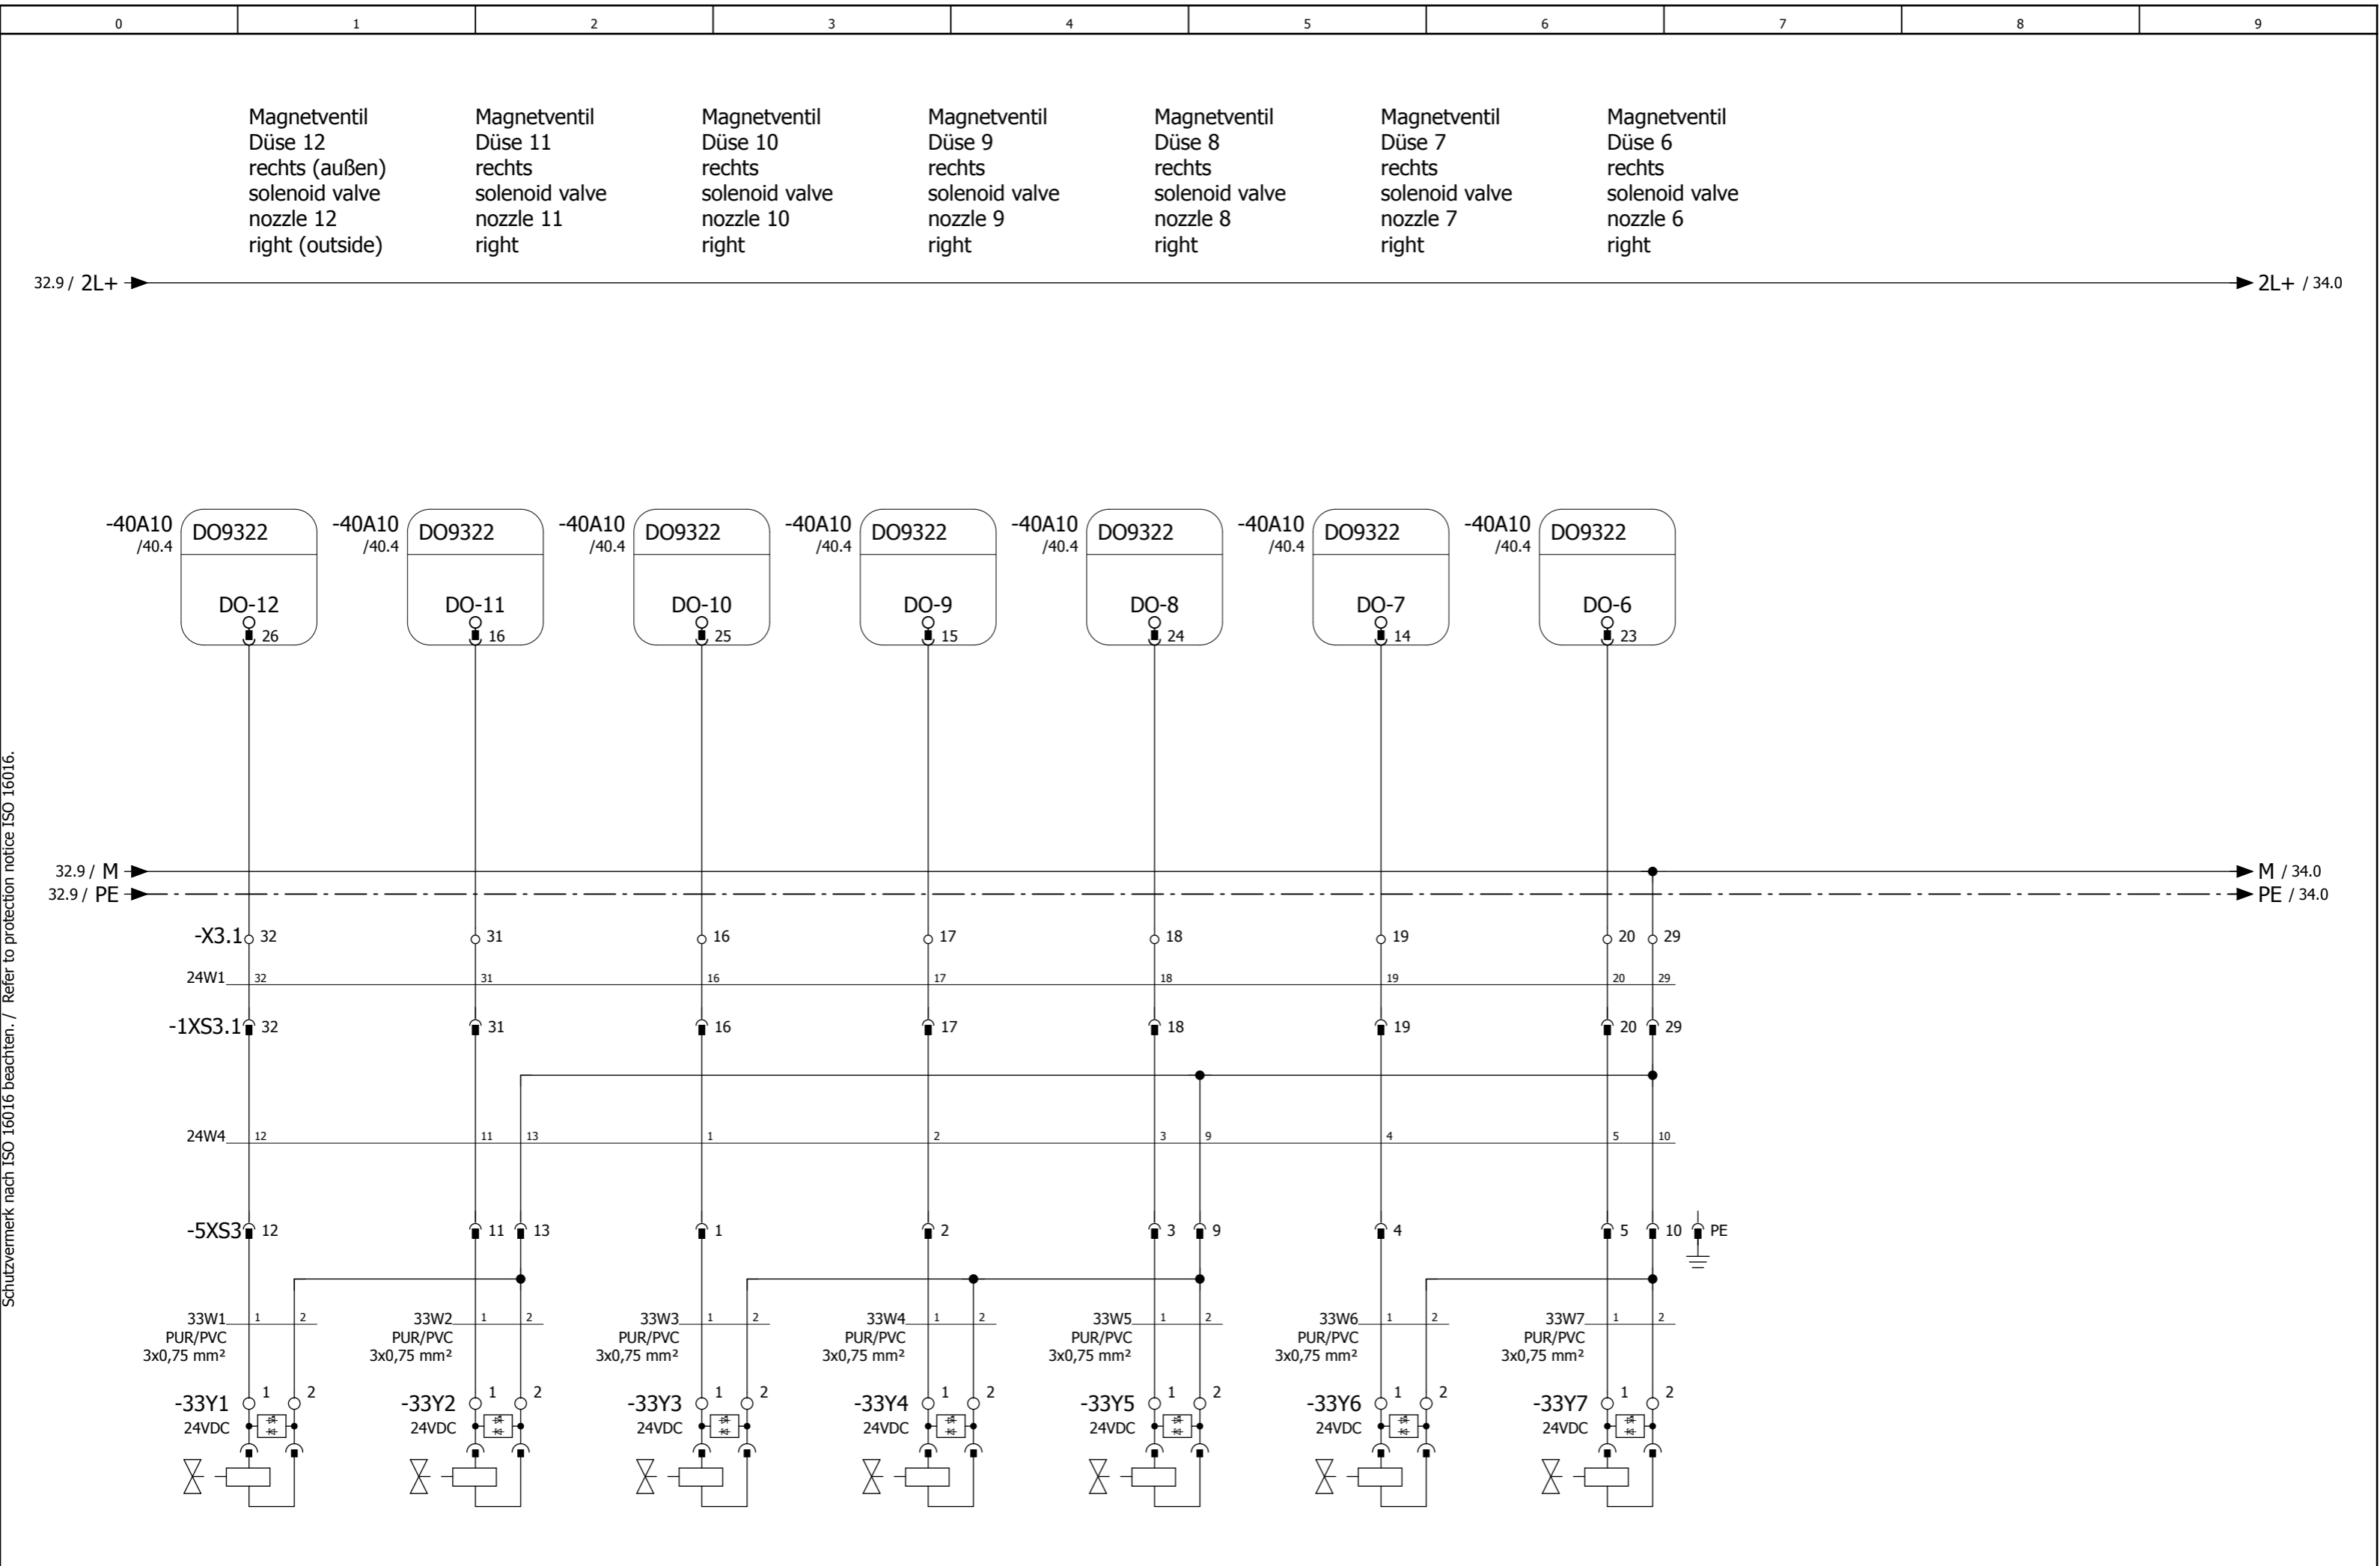 0 1 2 3 4 5 6 7 8 9
Magnetventil
Düse 12
rechts (außen)
solenoid valve
nozzle 12
right (outside)
Magnetventil
Düse 11
rechts
solenoid valve
nozzle 11
right
Magnetventil
Düse 10
rechts
solenoid valve
nozzle 10
right
Magnetventil
Düse 9
rechts
solenoid valve
nozzle 9
right
Magnetventil
Düse 8
rechts
solenoid valve
nozzle 8
right
Magnetventil
Düse 7
rechts
solenoid valve
nozzle 7
right
Magnetventil
Düse 6
rechts
solenoid valve
nozzle 6
right
32.9 / 2L+ 2L+ / 34.0
-40A10 DO9322 -40A10 DO9322 -40A10 DO9322 -40A10 DO9322 -40A10 DO9322 -40A10 DO9322 -40A10 DO9322
/40.4 /40.4 /40.4 /40.4 /40.4 /40.4 /40.4
DO-12 DO-11 DO-10 DO-9 DO-8 DO-7 DO-6
26 16 25 15 24 14 23
32.9 / M M / 34.0
32.9 / PE PE / 34.0
-X3.1 32 31 16 17 18 19 20 29
24W1 32 31 16 17 18 19 20 29
-1XS3.1 32 31 16 17 18 19 20 29
24W4 12 11 13 1 2 3 9 4 5 10
-5XS3 12 11 13 1 2 3 9 4 5 10 PE
33W1 1 2 33W2 1 2 33W3 1 2 33W4 1 2 33W5 1 2 33W6 1 2 33W7 1 2
PUR/PVC PUR/PVC PUR/PVC PUR/PVC PUR/PVC PUR/PVC PUR/PVC
3x0,75 mm² 3x0,75 mm² 3x0,75 mm² 3x0,75 mm² 3x0,75 mm² 3x0,75 mm² 3x0,75 mm²
-33Y1 1 2 -33Y2 1 2 -33Y3 1 2 -33Y4 1 2 -33Y5 1 2 -33Y6 1 2 -33Y7 1 2
24VDC 24VDC 24VDC 24VDC 24VDC 24VDC 24VDC
Schutzvermerk nach ISO 16016 beachten. / Refer to protection notice ISO 16016.